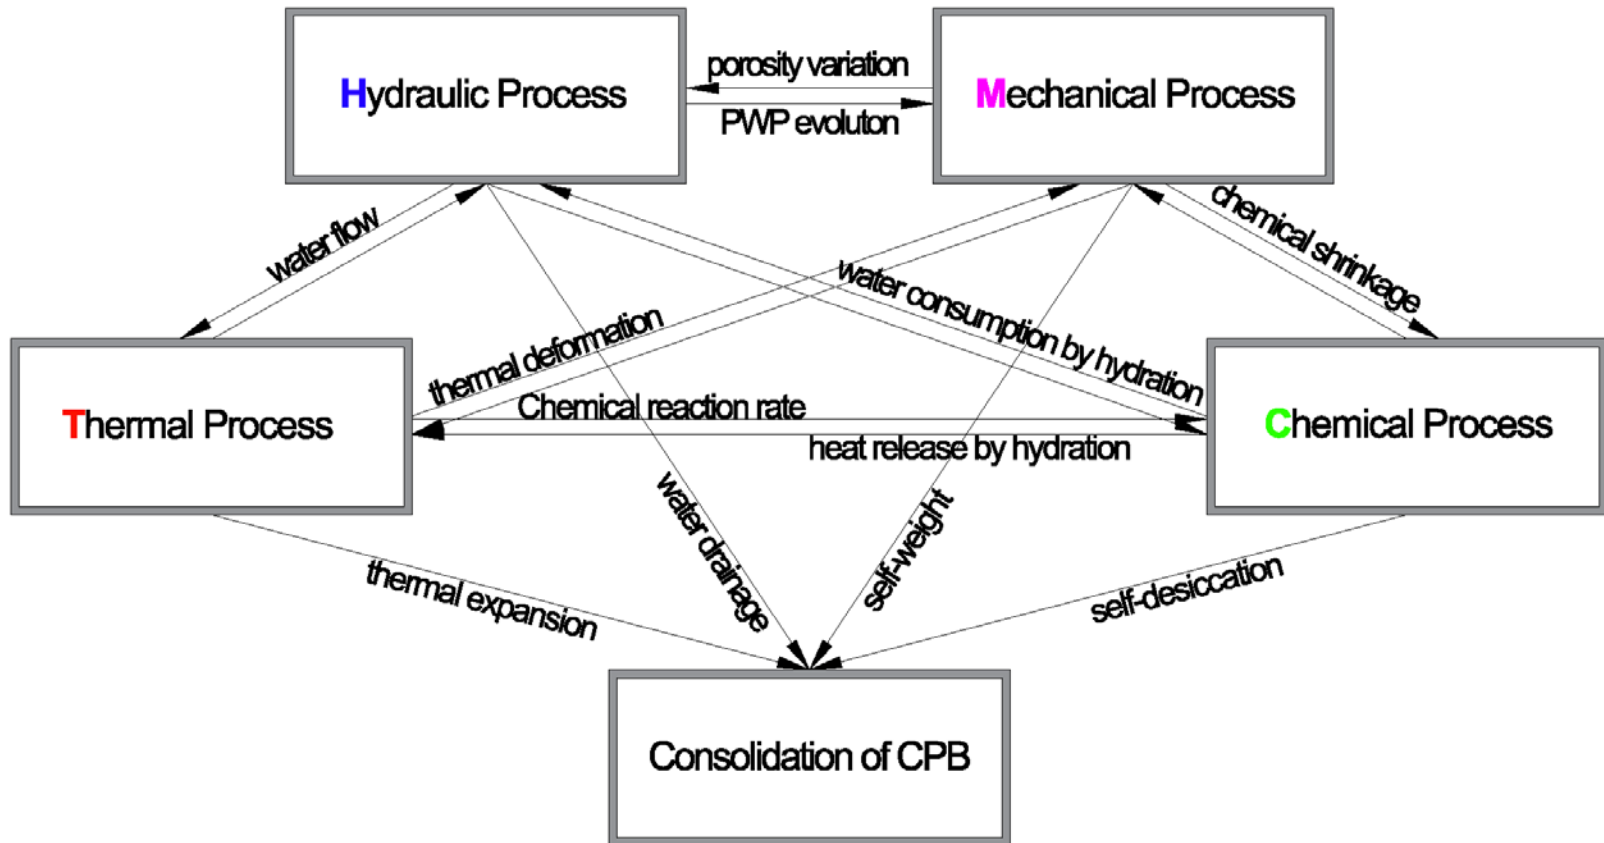 porosity variation
Hydraulic Process
Mechanical Process
PWP evoluton
water flow
chemical shrinkage
water consumption by hydration
thermal deformation
Chemical reaction rate
Thermal Process
Chemical Process
heat release by hydration
water drainage
self-weight
thermal expansion
self-desiccation
Consolidation of CPB